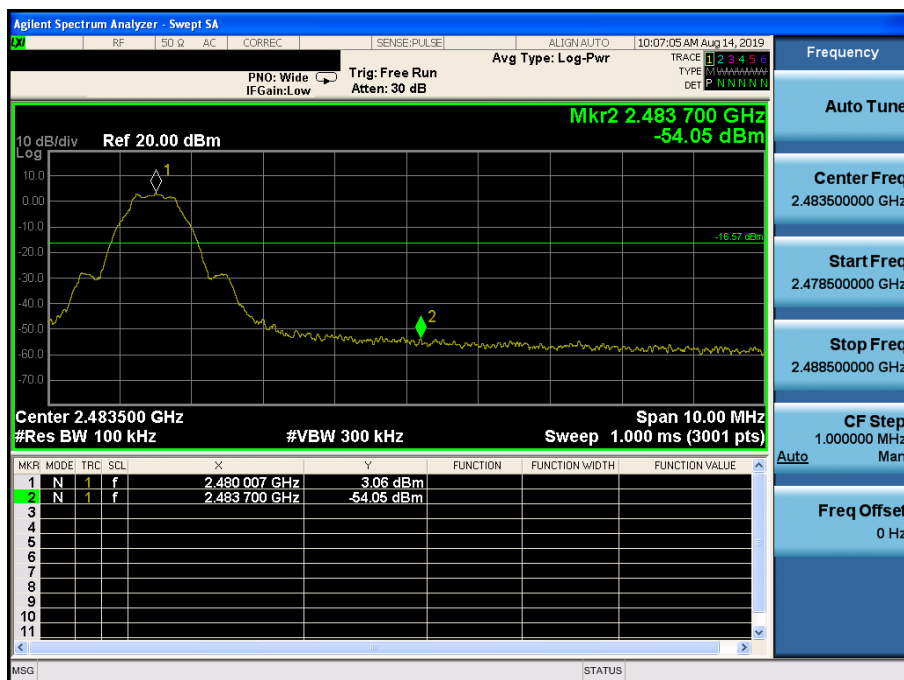 Agilent Spectrum Analyzer - Swept SA
LXI RF 50 Ω AC CORREC SENSE:PULSE ALIGN AUTO 10:07:05 AM Aug 14, 2019
Avg Type: Log-Pwr
TRACE 1 2 3 4 5 6
PNO: Wide Trig: Free Run
TYPE M WWWWW
IFGain:Low Atten: 30 dB
DET P N N N N N
Mkr2 2.483 700 GHz
-54.05 dBm
10 dB/div Ref 20.00 dBm
Log
10.0
0.00
-10.0
-20.0
-30.0
-40.0
-50.0
-60.0
-70.0
1
-16.57 dBm
2
Center 2.483500 GHz Span 10.00 MHz
#Res BW 100 kHz #VBW 300 kHz Sweep 1.000 ms (3001 pts)
MKR MODE TRC SCL X Y FUNCTION FUNCTION WIDTH FUNCTION VALUE
1 N 1 f 2.480 007 GHz 3.06 dBm
2 N 1 f 2.483 700 GHz -54.05 dBm
3
4
5
6
7
8
9
10
11
MSG STATUS
Frequency
Auto Tune
Center Freq
2.483500000 GHz
Start Freq
2.478500000 GHz
Stop Freq
2.488500000 GHz
CF Step
1.000000 MHz
Auto Man
Freq Offset
0 Hz